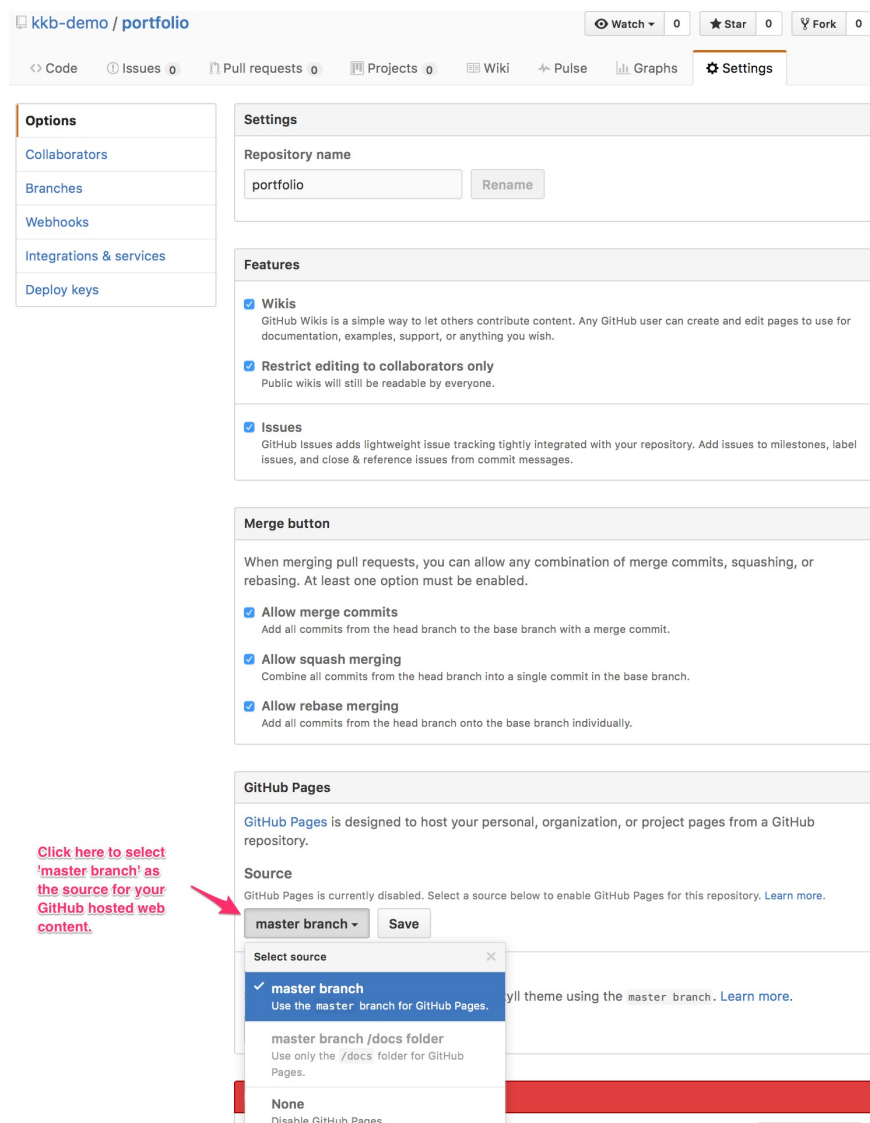 kkb-demo / portfolio
Watch 0 Star 0 Fork 0
Code Issues 0 Pull requests 0 Projects 0 Wiki Pulse Graphs Settings
Options
Collaborators
Branches
Webhooks
Integrations & services
Deploy keys
Settings
Repository name
portfolio Rename
Features
Wikis
GitHub Wikis is a simple way to let others contribute content. Any GitHub user can create and edit pages to use for
documentation, examples, support, or anything you wish.
Restrict editing to collaborators only
Public wikis will still be readable by everyone.
Issues
GitHub Issues adds lightweight issue tracking tightly integrated with your repository. Add issues to milestones, label
issues, and close & reference issues from commit messages.
Merge button
When merging pull requests, you can allow any combination of merge commits, squashing, or
rebasing. At least one option must be enabled.
Allow merge commits
Add all commits from the head branch to the base branch with a merge commit.
Allow squash merging
Combine all commits from the head branch into a single commit in the base branch.
Allow rebase merging
Add all commits from the head branch onto the base branch individually.
GitHub Pages
GitHub Pages is designed to host your personal, organization, or project pages from a GitHub
repository.
Click here to select
'master branch' as
the source for your
GitHub hosted web
content.
Source
GitHub Pages is currently disabled. Select a source below to enable GitHub Pages for this repository. Learn more.
master branch Save
Select source
master branch
Use the master branch for GitHub Pages.
theme using the master branch. Learn more.
master branch /docs folder
Use only the /docs folder for GitHub
Pages.
None
Disable GitHub Pages